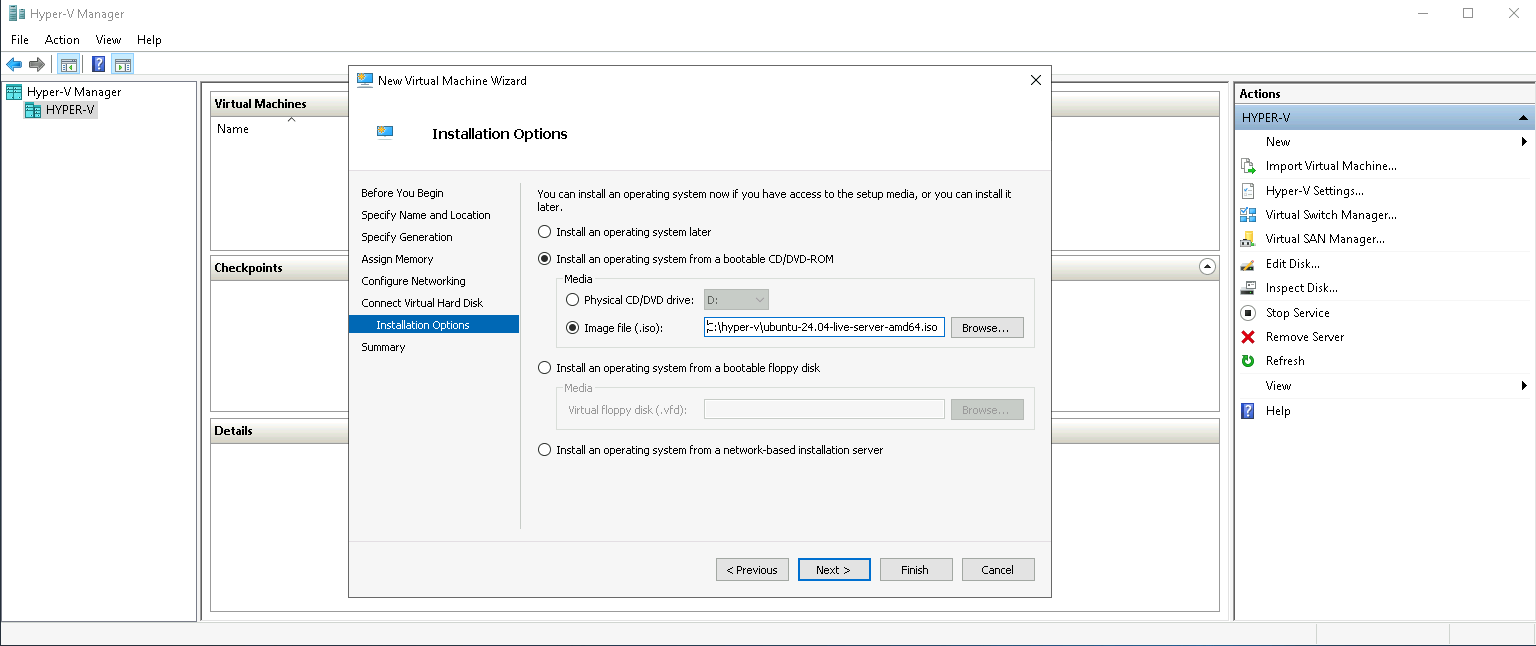 Hyper-V Manager
File Action View Help
Hyper-V Manager
HYPER-V
Virtual Machines
Name
Checkpoints
Details
New Virtual Machine Wizard
Installation Options
Before You Begin
Specify Name and Location
Specify Generation
Assign Memory
Configure Networking
Connect Virtual Hard Disk
Installation Options
Summary
You can install an operating system now if you have access to the setup media, or you can install it
later.
Install an operating system later
Install an operating system from a bootable CD/DVD-ROM
Media
Physical CD/DVD drive: D:
Image file (.iso): C:\hyper-v\ubuntu-24.04-live-server-amd64.iso Browse...
Install an operating system from a bootable floppy disk
Media
Virtual floppy disk (.vfd): Browse...
Install an operating system from a network-based installation server
< Previous Next > Finish Cancel
Actions
HYPER-V
New
Import Virtual Machine...
Hyper-V Settings...
Virtual Switch Manager...
Virtual SAN Manager...
Edit Disk...
Inspect Disk...
Stop Service
Remove Server
Refresh
View
Help